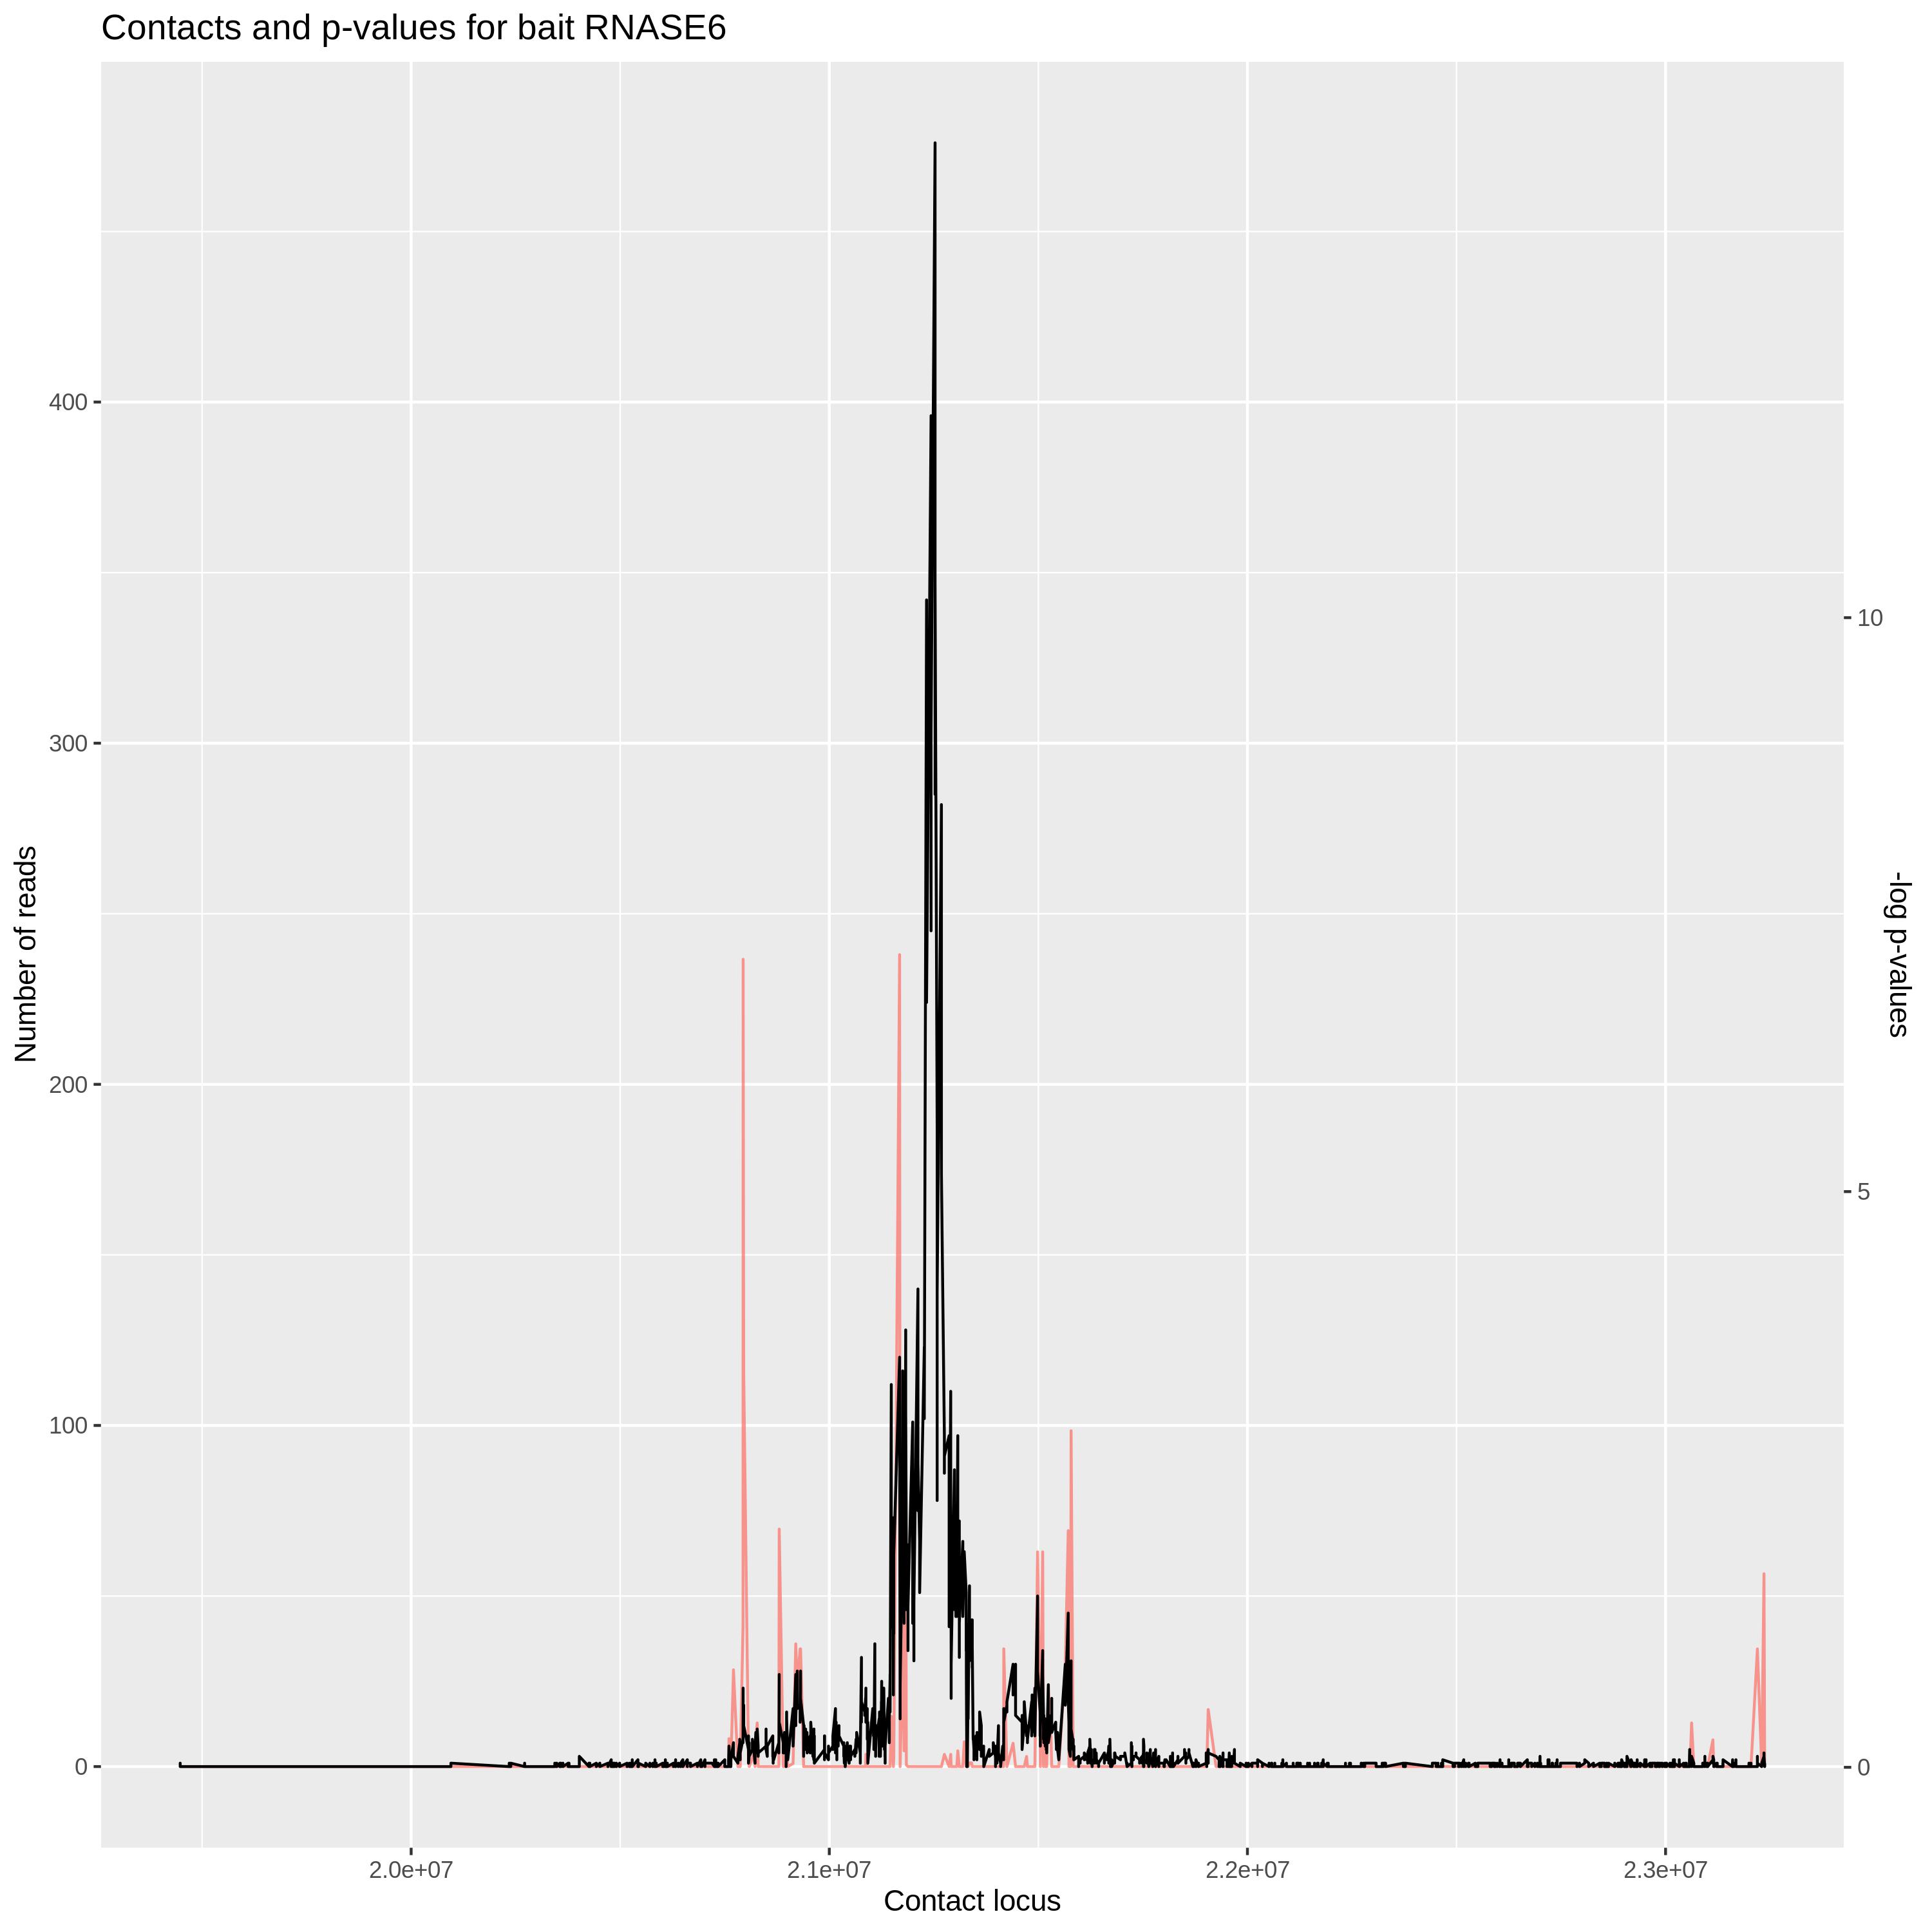 Contacts and p-values for bait RNASE6
Number of reads
400
300
200
100
0
10
5
0
-log p-values
2.0e+07
2.1e+07
2.2e+07
2.3e+07
Contact locus